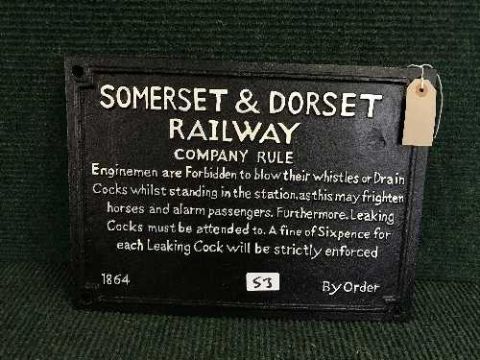 SOMERSET & DORSET
RAILWAY
COMPANY RULE
Enginemen are Forbidden to blow their whistles or Drain
Cocks whilst standing in the station, as this may frighten
horses and alarm passengers. Furthermore. Leaking
Cocks must be attended to. A fine of Sixpence for
each Leaking Cock will be strictly enforced
1864 53 By Order